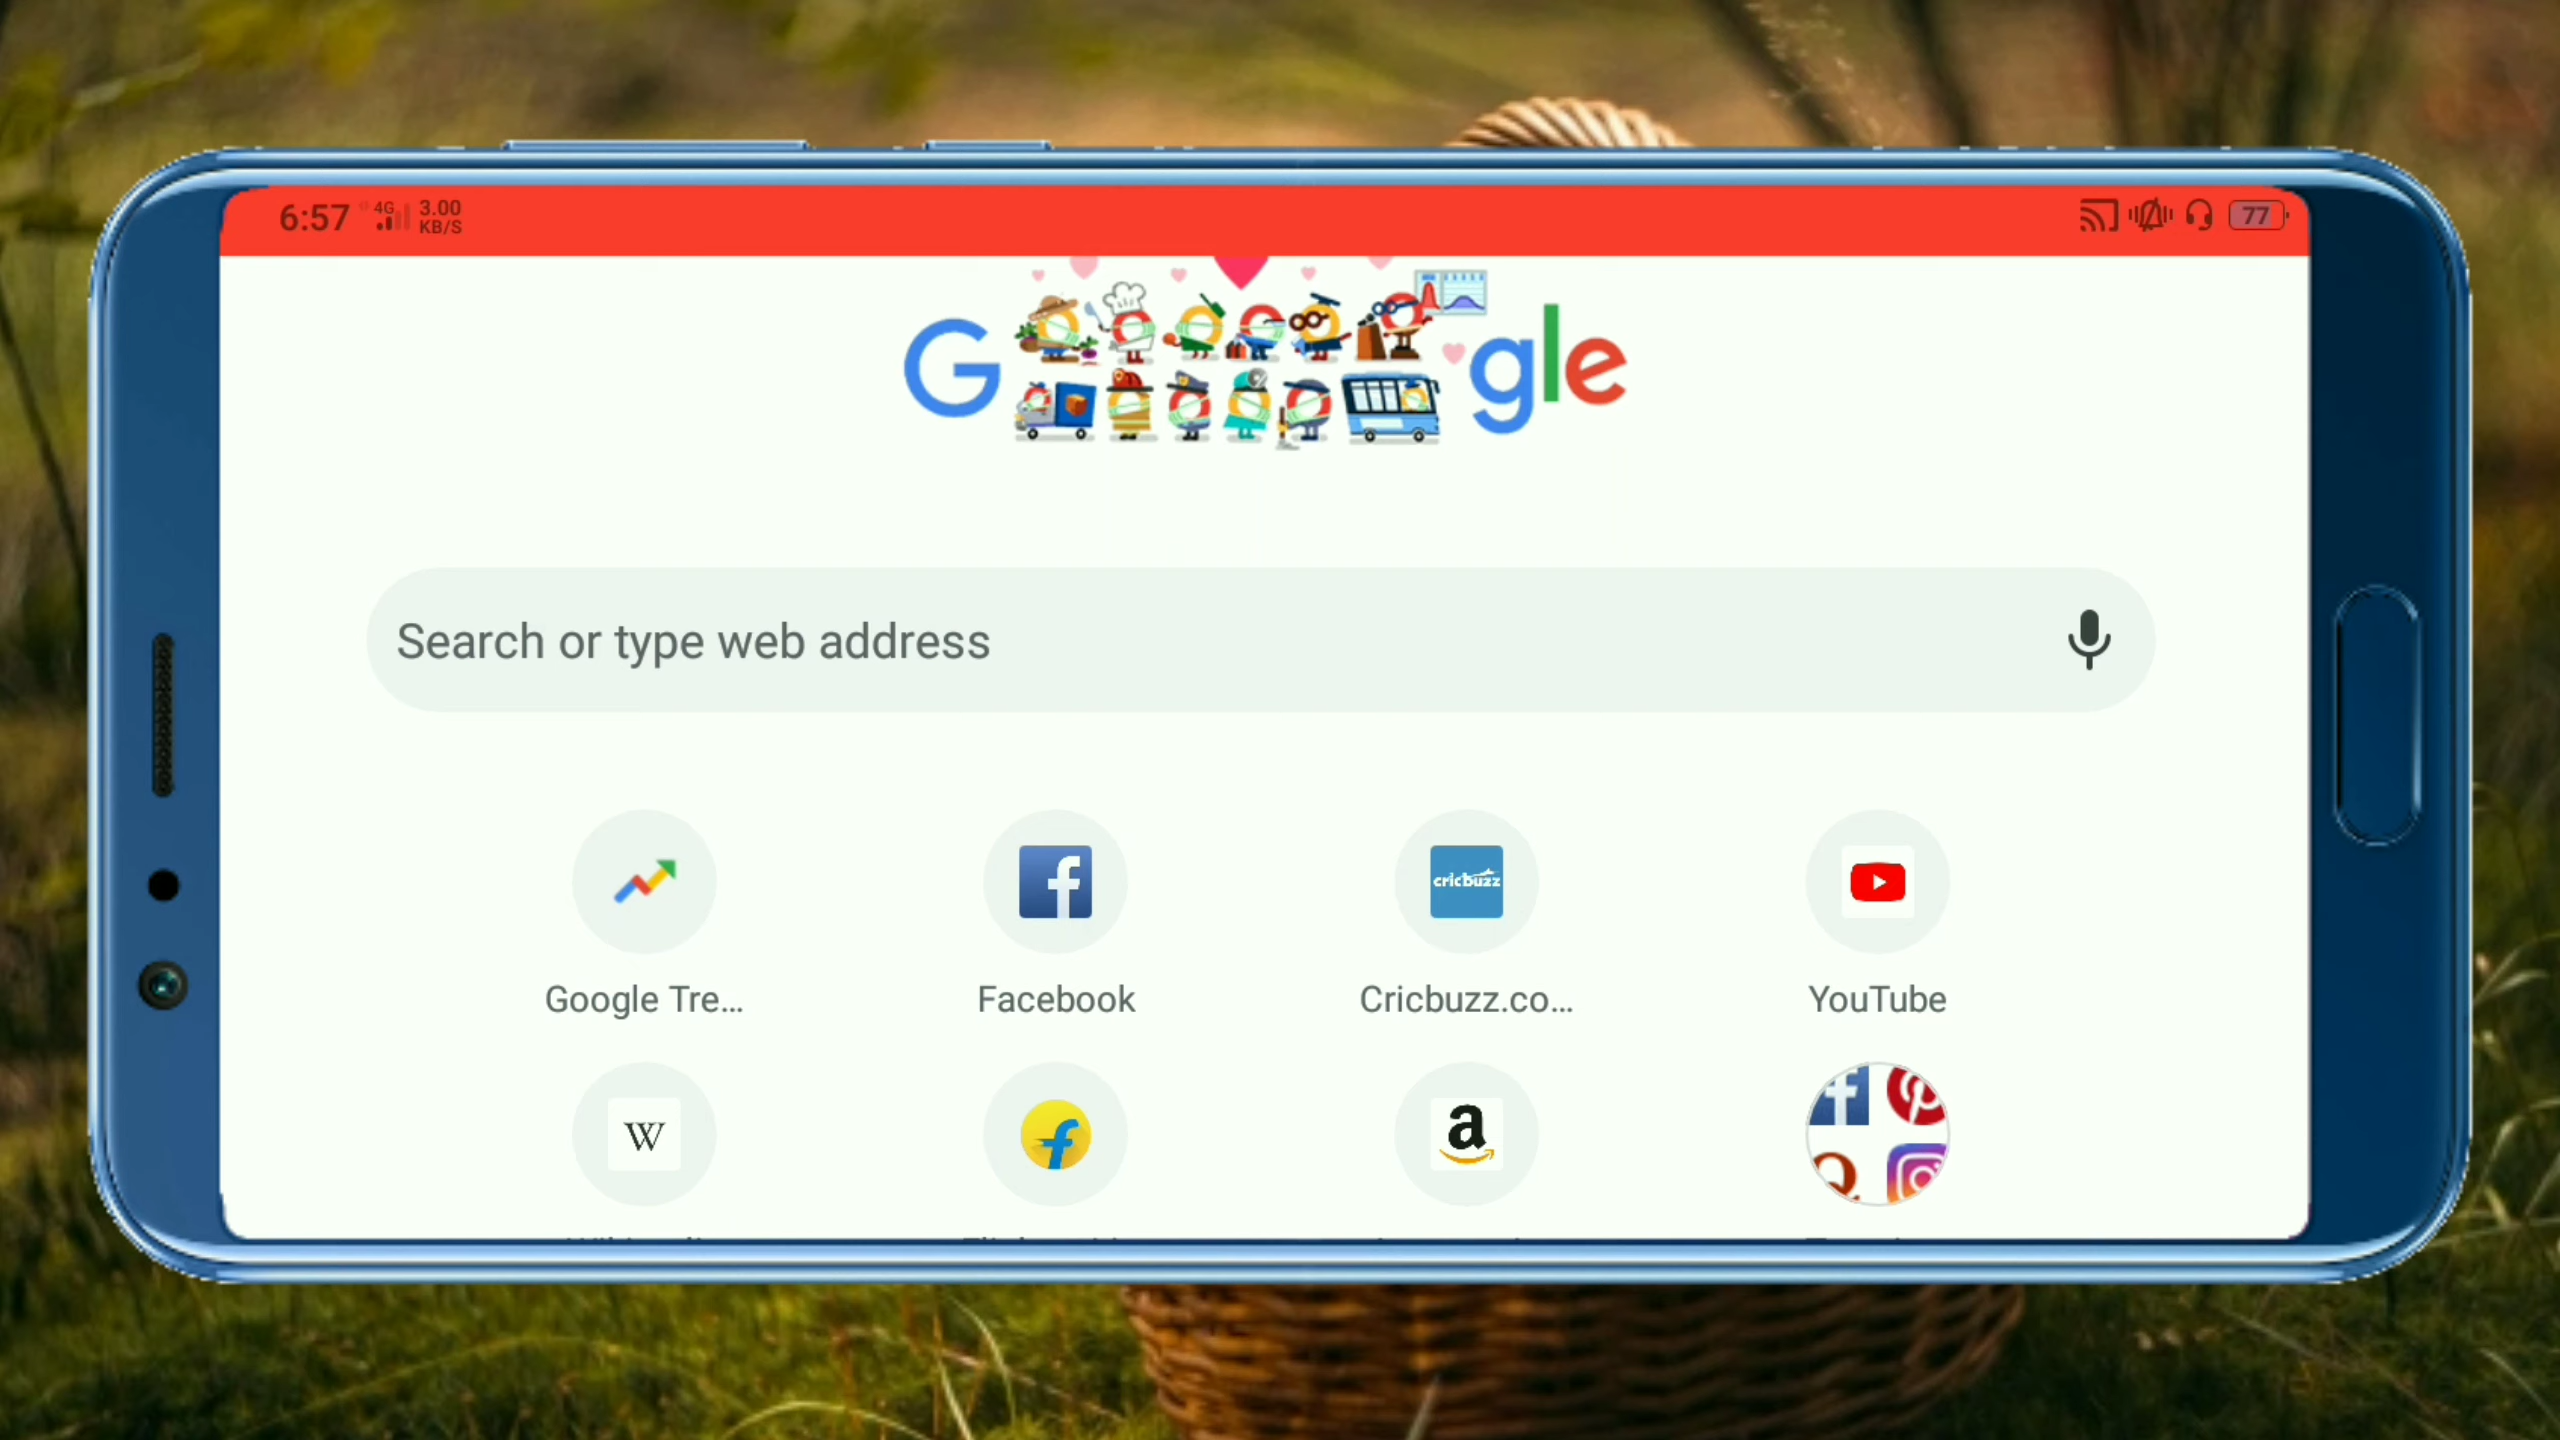 6:57 4G 3.00 KB/S 77
G gle
Search or type web address
cricbuzz
Google Tre...
Facebook
Cricbuzz.co...
YouTube
W
a